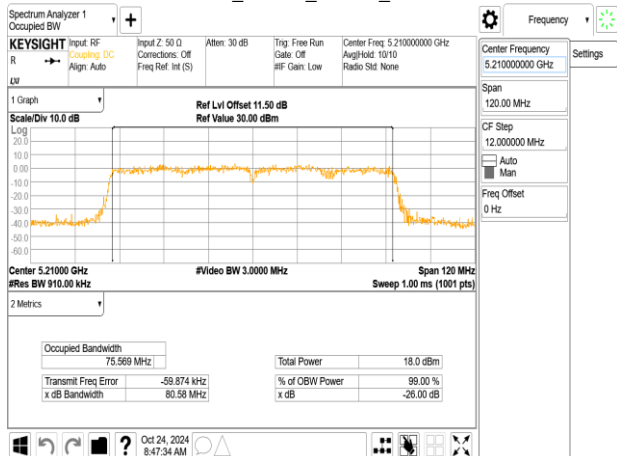 Spectrum Analyzer 1
Occupied BW
Frequency
KEYSIGHT
R
LXI
Input: RF
Coupling: DC
Align: Auto
Input Z: 50 Ω
Corrections: Off
Freq Ref: Int (S)
Atten: 30 dB
Trig: Free Run
Gate: Off
#IF Gain: Low
Center Freq: 5.210000000 GHz
Avg|Hold: 10/10
Radio Std: None
Center Frequency
5.210000000 GHz
Settings
Span
120.00 MHz
CF Step
12.000000 MHz
Auto
Man
Freq Offset
0 Hz
1 Graph
Scale/Div 10.0 dB
Ref Lvl Offset 11.50 dB
Ref Value 30.00 dBm
Log
20.0
10.0
0.00
-10.0
-20.0
-30.0
-40.0
-50.0
-60.0
Center 5.21000 GHz
#Video BW 3.0000 MHz
Span 120 MHz
#Res BW 910.00 kHz
Sweep 1.00 ms (1001 pts)
2 Metrics
Occupied Bandwidth
75.569 MHz
Total Power 18.0 dBm
Transmit Freq Error -59.874 kHz
% of OBW Power 99.00 %
x dB Bandwidth 80.58 MHz
x dB -26.00 dB
?
Oct 24, 2024
8:47:34 AM